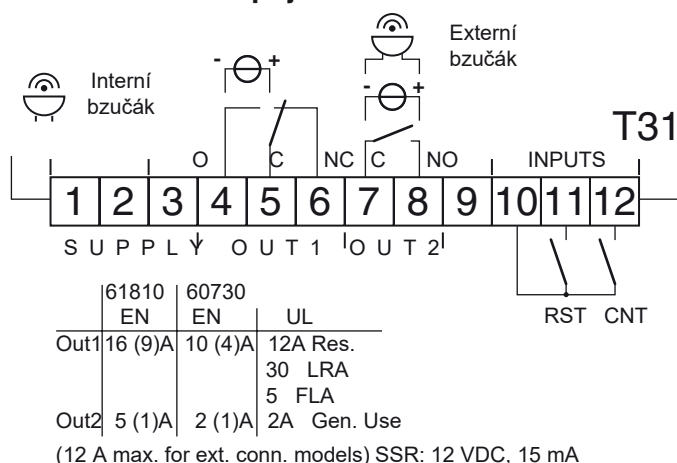 Externí
bzučák
Interní
bzučák
- +
- +
T31
O C NC C NO INPUTS
1 2 3 4 5 6 7 8 9 10 11 12
SUPPLY OUT1 OUT2
RST CNT
61810 60730
EN EN UL
Out1 16 (9)A 10 (4)A 12A Res.
30 LRA
5 FLA
Out2 5 (1)A 2 (1)A 2A Gen. Use
(12 A max. for ext. conn. models) SSR: 12 VDC, 15 mA